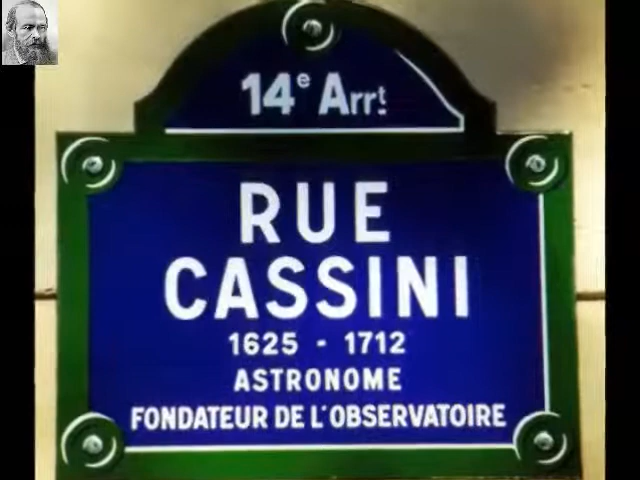 14e Arrt.
RUE
CASSINI
1625 - 1712
ASTRONOME
FONDATEUR DE L'OBSERVATOIRE